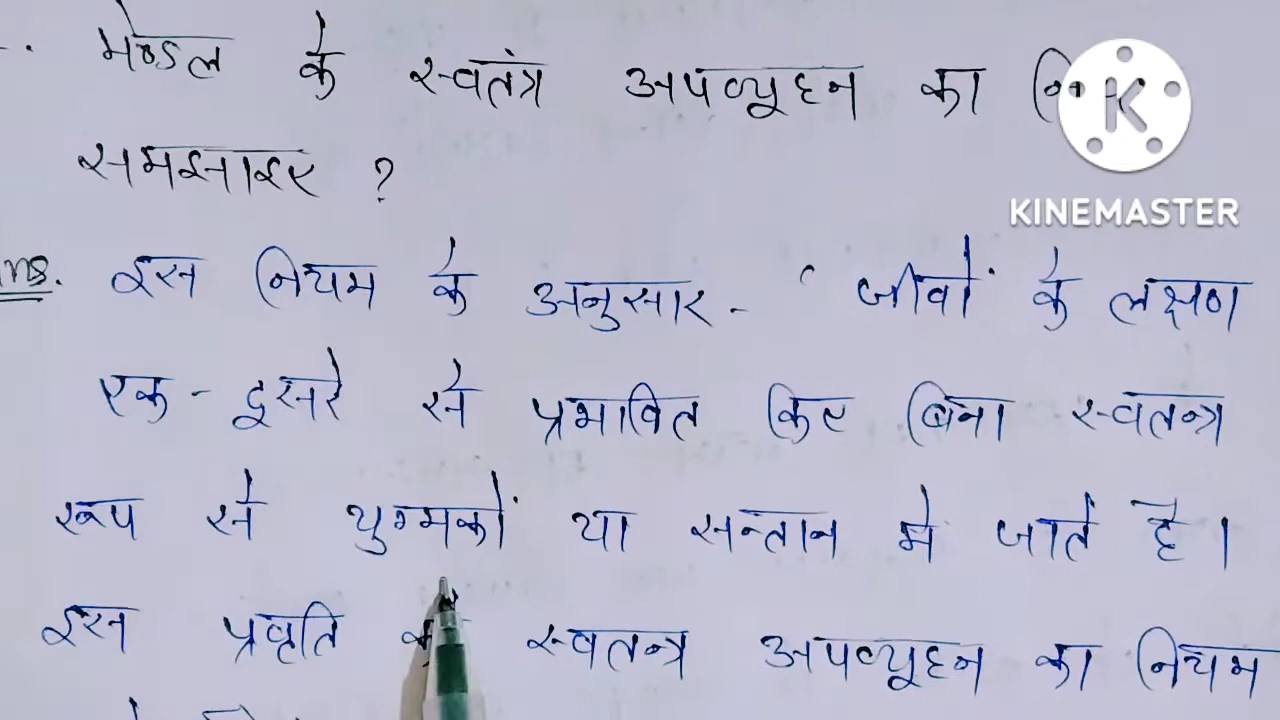 मेण्डल के स्वतंत्र अपव्यूहन का
समझाइए ?
KINEMASTER
Ans. इस नियम के अनुसार - " जीवों के लक्षण
एक - दूसरे से प्रभावित किए बिना स्वतन्त्र
रूप से युग्मकों या सन्तान मे जाते है ।
इस प्रवृति स्वतन्त्र अपव्यूहन का नियम